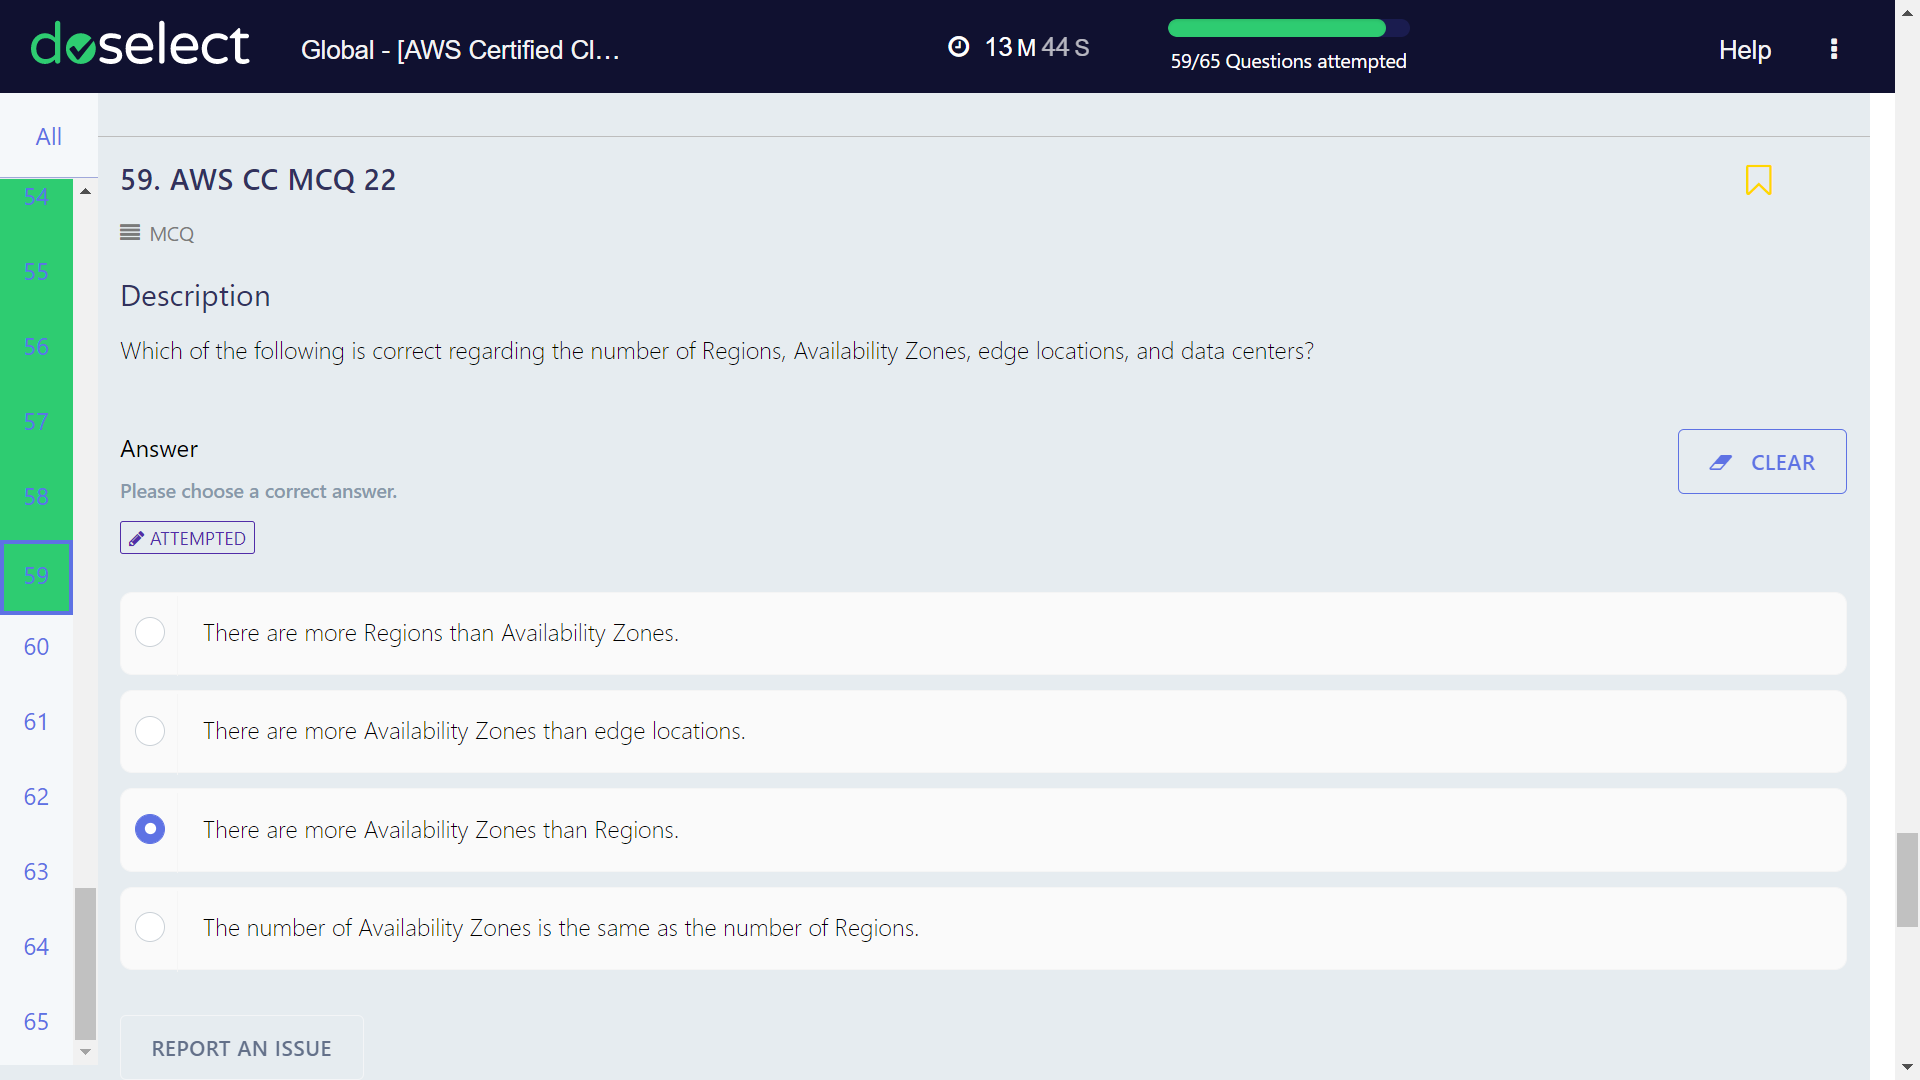 doselect
Global - [AWS Certified Cl...
13 M 44 S
59/65 Questions attempted
Help
All
54
55
56
57
58
59
60
61
62
63
64
65
59. AWS CC MCQ 22
MCQ
Description
Which of the following is correct regarding the number of Regions, Availability Zones, edge locations, and data centers?
Answer
CLEAR
Please choose a correct answer.
ATTEMPTED
There are more Regions than Availability Zones.
There are more Availability Zones than edge locations.
There are more Availability Zones than Regions.
The number of Availability Zones is the same as the number of Regions.
REPORT AN ISSUE